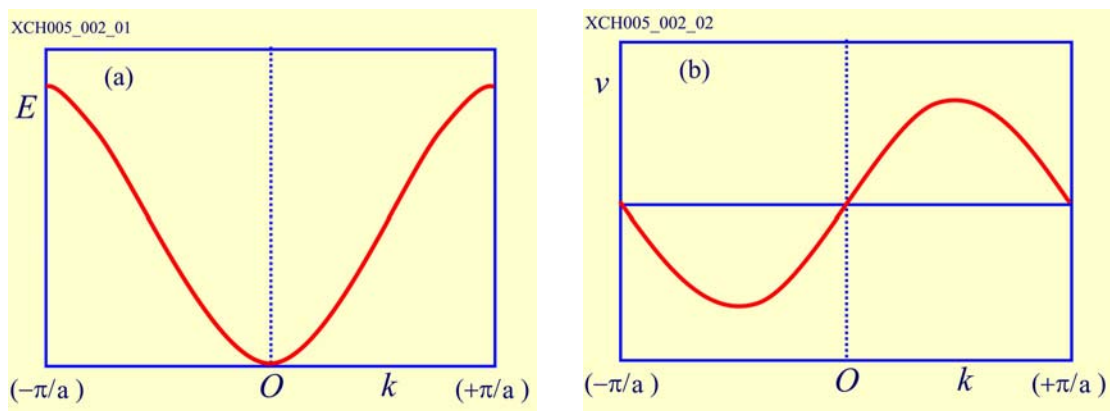 XCH005_002_01
(a)
E
(−π/a )
O
k
(+π/a )
XCH005_002_02
(b)
v
(−π/a )
O
k
(+π/a )